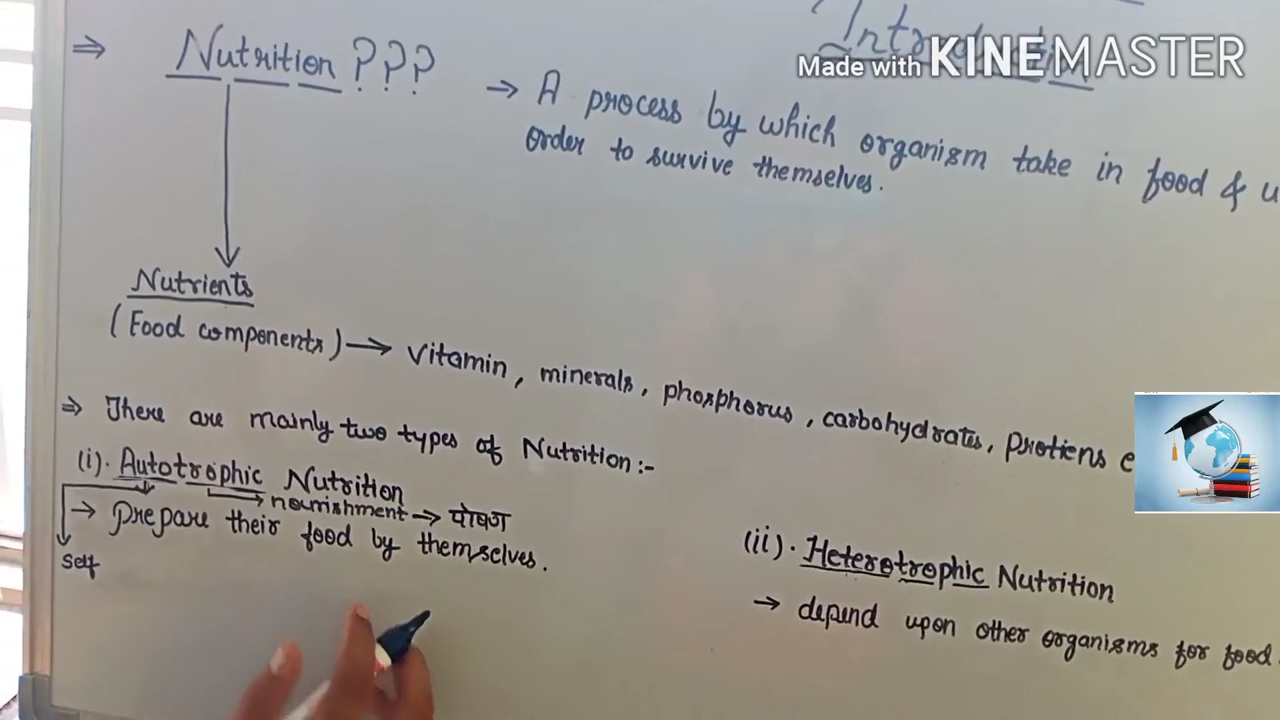 Introduction
Made with KINEMASTER
⇒ Nutrition ???
→ A process by which organism take in food & u
order to survive themselves.
Nutrients
(Food components) → vitamin, minerals, phosphorus, carbohydrates, protiens e
⇒ There are mainly two types of Nutrition:-
(i). Autotrophic Nutrition
nourishment → पोषण
→ Prepare their food by themselves.
Self
(ii). Heterotrophic Nutrition
→ depend upon other organisms for food.